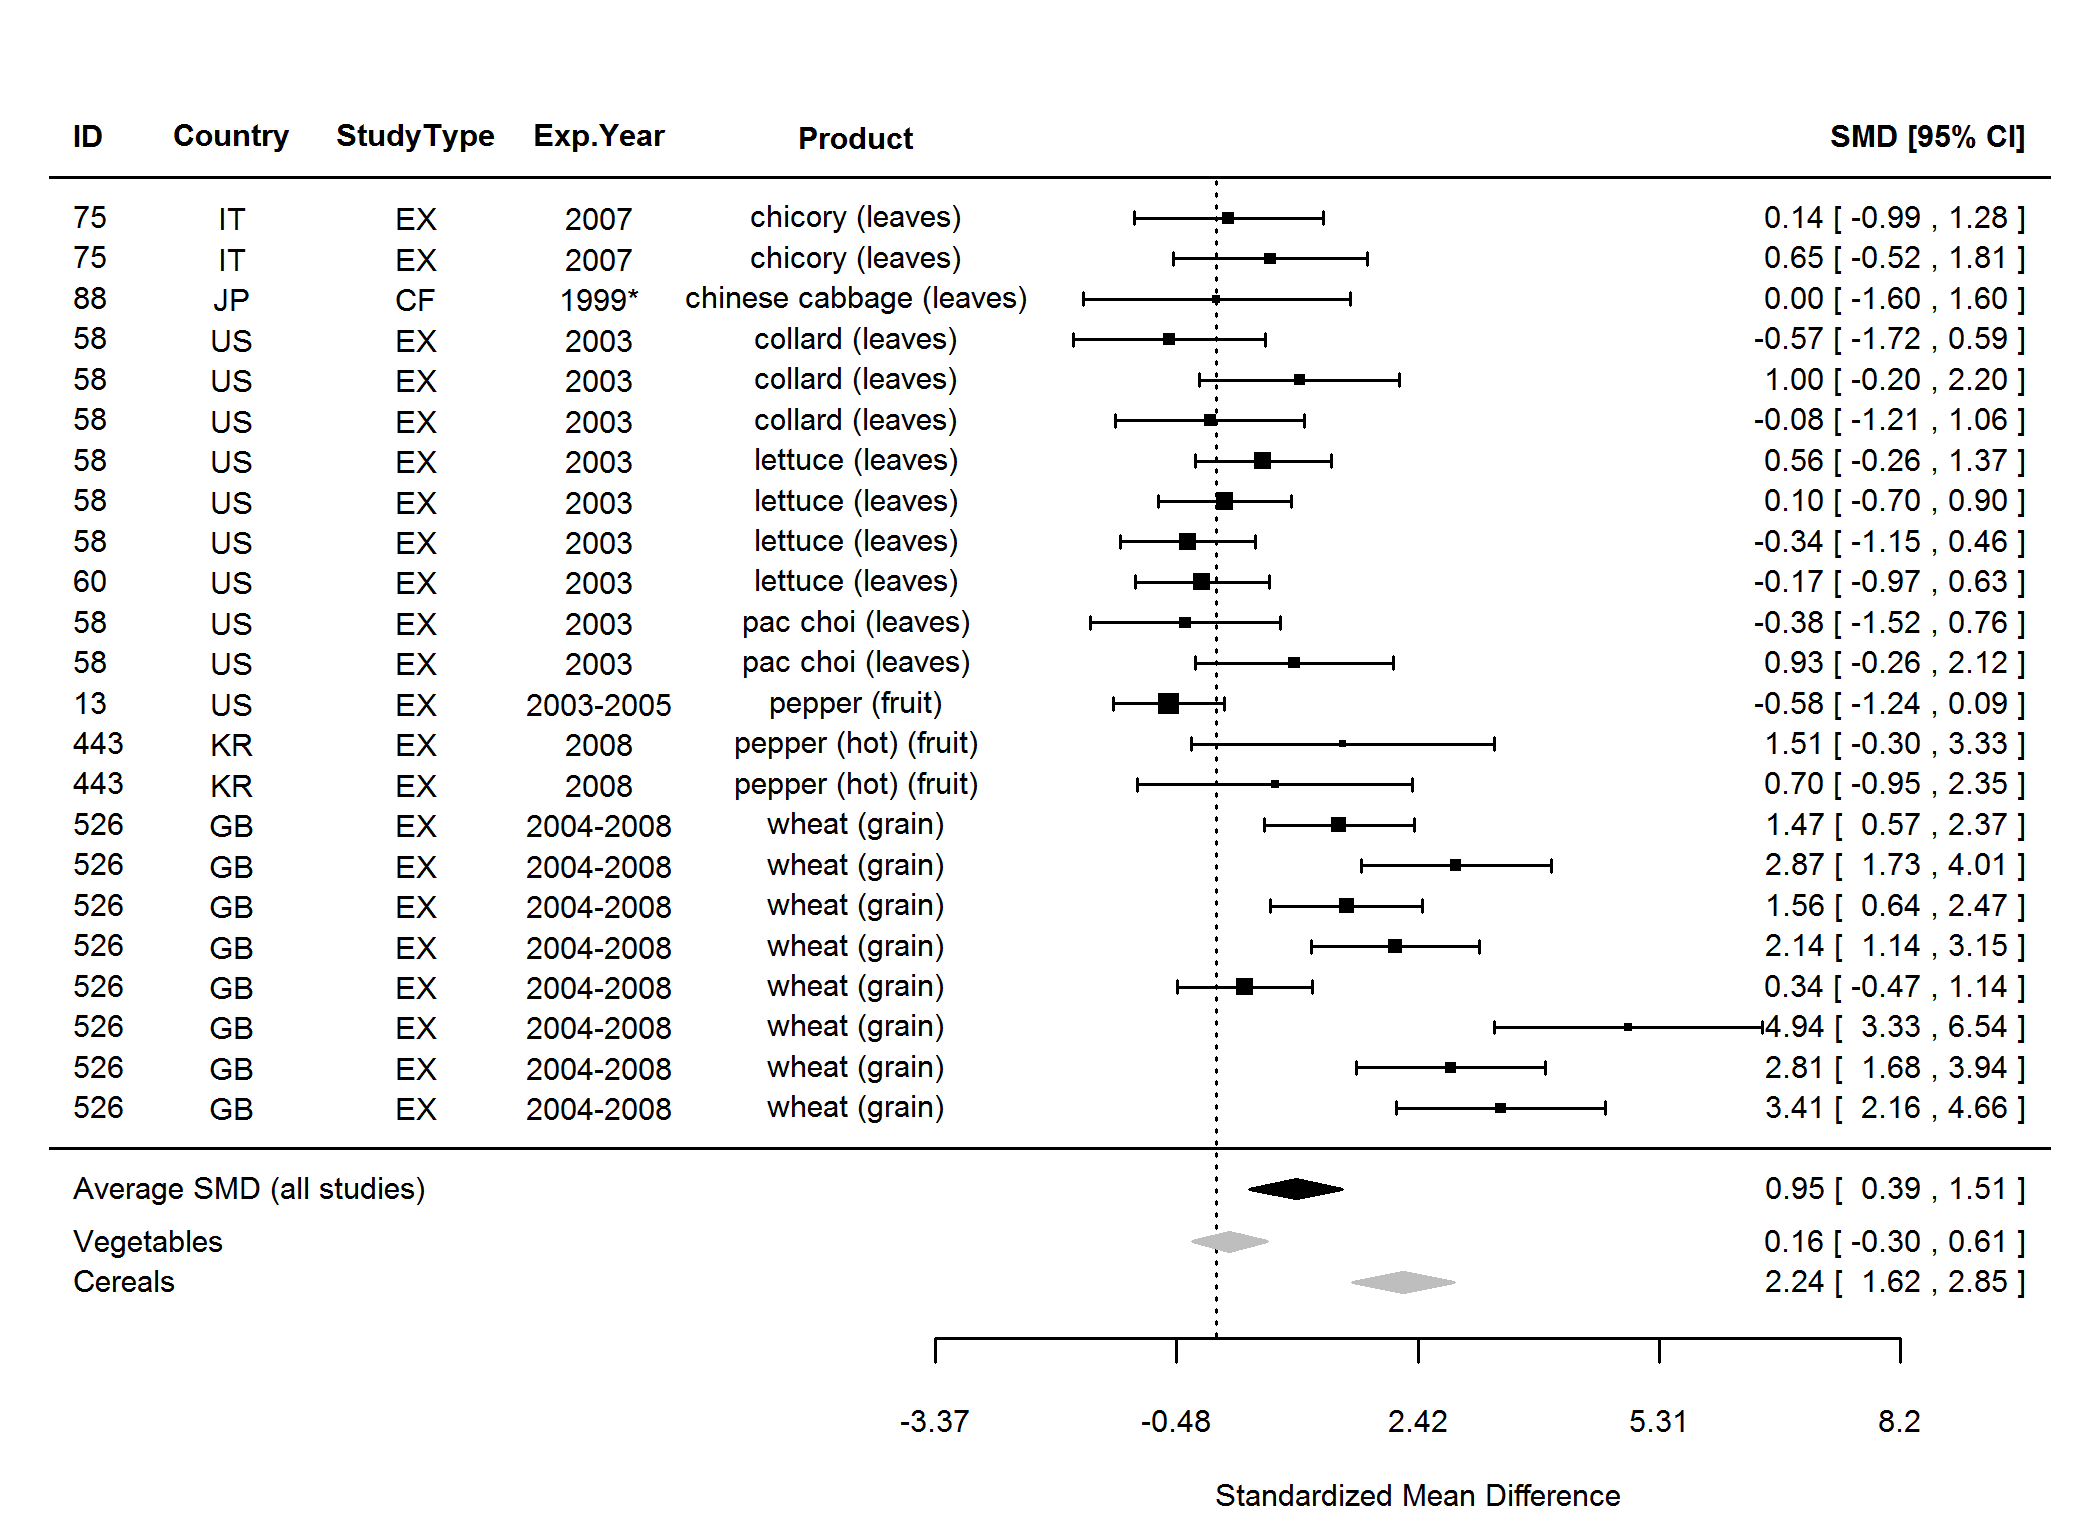 ID Country StudyType Exp.Year Product SMD [95% CI]
75 IT EX 2007 chicory (leaves) 0.14 [ -0.99 , 1.28 ]
75 IT EX 2007 chicory (leaves) 0.65 [ -0.52 , 1.81 ]
88 JP CF 1999* chinese cabbage (leaves) 0.00 [ -1.60 , 1.60 ]
58 US EX 2003 collard (leaves) -0.57 [ -1.72 , 0.59 ]
58 US EX 2003 collard (leaves) 1.00 [ -0.20 , 2.20 ]
58 US EX 2003 collard (leaves) -0.08 [ -1.21 , 1.06 ]
58 US EX 2003 lettuce (leaves) 0.56 [ -0.26 , 1.37 ]
58 US EX 2003 lettuce (leaves) 0.10 [ -0.70 , 0.90 ]
58 US EX 2003 lettuce (leaves) -0.34 [ -1.15 , 0.46 ]
60 US EX 2003 lettuce (leaves) -0.17 [ -0.97 , 0.63 ]
58 US EX 2003 pac choi (leaves) -0.38 [ -1.52 , 0.76 ]
58 US EX 2003 pac choi (leaves) 0.93 [ -0.26 , 2.12 ]
13 US EX 2003-2005 pepper (fruit) -0.58 [ -1.24 , 0.09 ]
443 KR EX 2008 pepper (hot) (fruit) 1.51 [ -0.30 , 3.33 ]
443 KR EX 2008 pepper (hot) (fruit) 0.70 [ -0.95 , 2.35 ]
526 GB EX 2004-2008 wheat (grain) 1.47 [ 0.57 , 2.37 ]
526 GB EX 2004-2008 wheat (grain) 2.87 [ 1.73 , 4.01 ]
526 GB EX 2004-2008 wheat (grain) 1.56 [ 0.64 , 2.47 ]
526 GB EX 2004-2008 wheat (grain) 2.14 [ 1.14 , 3.15 ]
526 GB EX 2004-2008 wheat (grain) 0.34 [ -0.47 , 1.14 ]
526 GB EX 2004-2008 wheat (grain) 4.94 [ 3.33 , 6.54 ]
526 GB EX 2004-2008 wheat (grain) 2.81 [ 1.68 , 3.94 ]
526 GB EX 2004-2008 wheat (grain) 3.41 [ 2.16 , 4.66 ]
Average SMD (all studies) 0.95 [ 0.39 , 1.51 ]
Vegetables 0.16 [ -0.30 , 0.61 ]
Cereals 2.24 [ 1.62 , 2.85 ]
-3.37 -0.48 2.42 5.31 8.2
Standardized Mean Difference